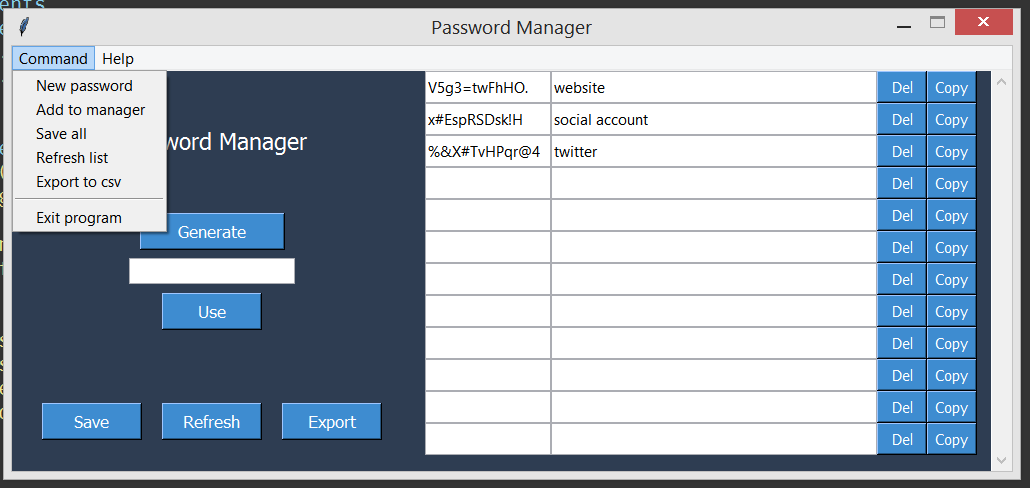 Password Manager
Command Help
New password
Add to manager
Save all
Refresh list
Export to csv
Exit program
word Manager
Generate
Use
Save Refresh Export
V5g3=twFhHO. website Del Copy
x#EspRSDsk!H social account Del Copy
%&X#TvHPqr@4 twitter Del Copy
Del Copy
Del Copy
Del Copy
Del Copy
Del Copy
Del Copy
Del Copy
Del Copy
Del Copy